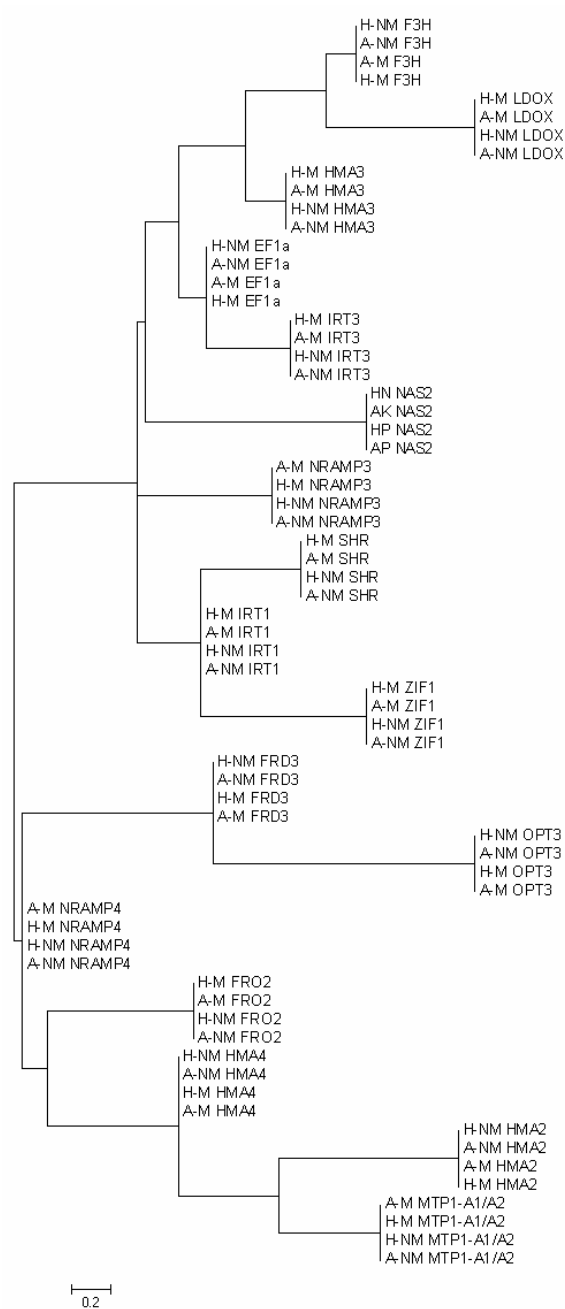 H-NM F3H
A-NM F3H
A-M F3H
H-M F3H
H-M LDOX
A-M LDOX
H-NM LDOX
A-NM LDOX
H-M HMA3
A-M HMA3
H-NM HMA3
A-NM HMA3
H-NM EF1a
A-NM EF1a
A-M EF1a
H-M EF1a
H-M IRT3
A-M IRT3
H-NM IRT3
A-NM IRT3
HN NAS2
AK NAS2
HP NAS2
AP NAS2
A-M NRAMP3
H-M NRAMP3
H-NM NRAMP3
A-NM NRAMP3
H-M SHR
A-M SHR
H-NM SHR
A-NM SHR
H-M IRT1
A-M IRT1
H-NM IRT1
A-NM IRT1
H-M ZIF1
A-M ZIF1
H-NM ZIF1
A-NM ZIF1
H-NM FRD3
A-NM FRD3
H-M FRD3
A-M FRD3
H-NM OPT3
A-NM OPT3
H-M OPT3
A-M OPT3
A-M NRAMP4
H-M NRAMP4
H-NM NRAMP4
A-NM NRAMP4
H-M FRO2
A-M FRO2
H-NM FRO2
A-NM FRO2
H-NM HMA4
A-NM HMA4
H-M HMA4
A-M HMA4
H-NM HMA2
A-NM HMA2
A-M HMA2
H-M HMA2
A-M MTP1-A1/A2
H-M MTP1-A1/A2
H-NM MTP1-A1/A2
A-NM MTP1-A1/A2
0.2